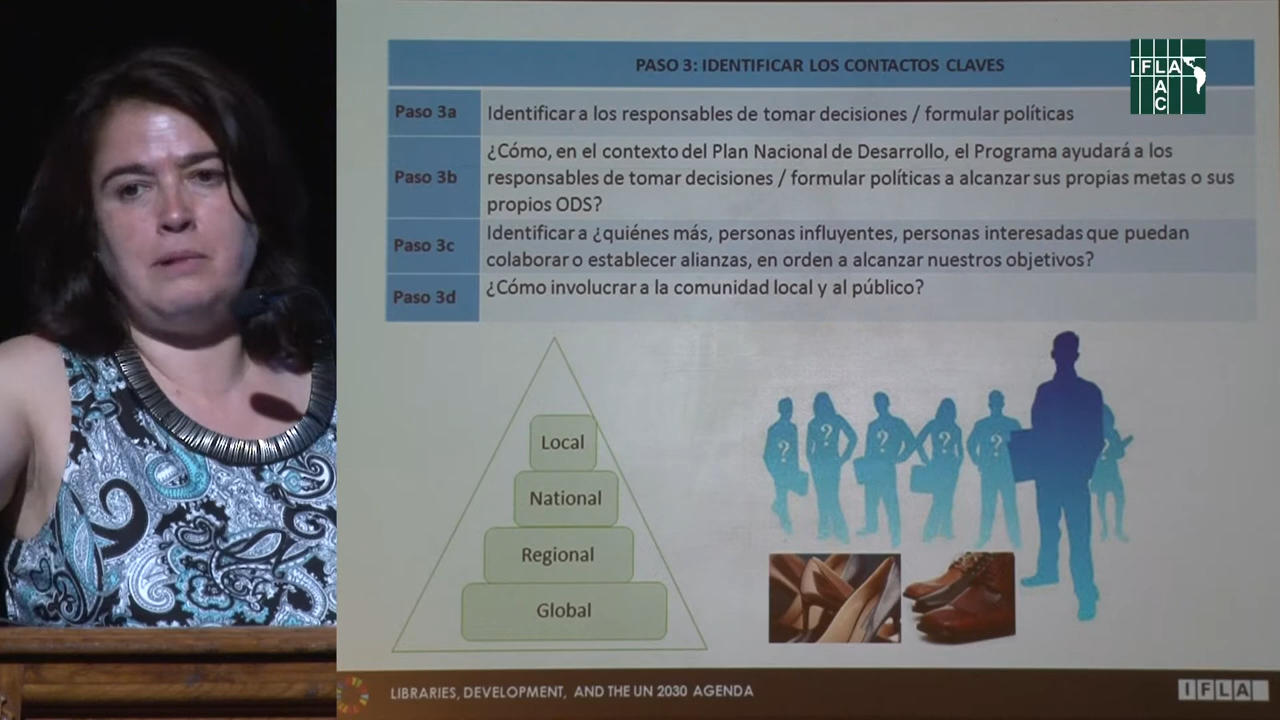 PASO 3: IDENTIFICAR LOS CONTACTOS CLAVES
IFLA
LAC
Paso 3a
Identificar a los responsables de tomar decisiones / formular políticas
Paso 3b
¿Cómo, en el contexto del Plan Nacional de Desarrollo, el Programa ayudará a los
responsables de tomar decisiones / formular políticas a alcanzar sus propias metas o sus
propios ODS?
Paso 3c
Identificar a ¿quiénes más, personas influyentes, personas interesadas que puedan
colaborar o establecer alianzas, en orden a alcanzar nuestros objetivos?
Paso 3d
¿Cómo involucrar a la comunidad local y al público?
Local
National
Regional
Global
? ? ? ? ? ?
LIBRARIES, DEVELOPMENT, AND THE UN 2030 AGENDA
IFLA